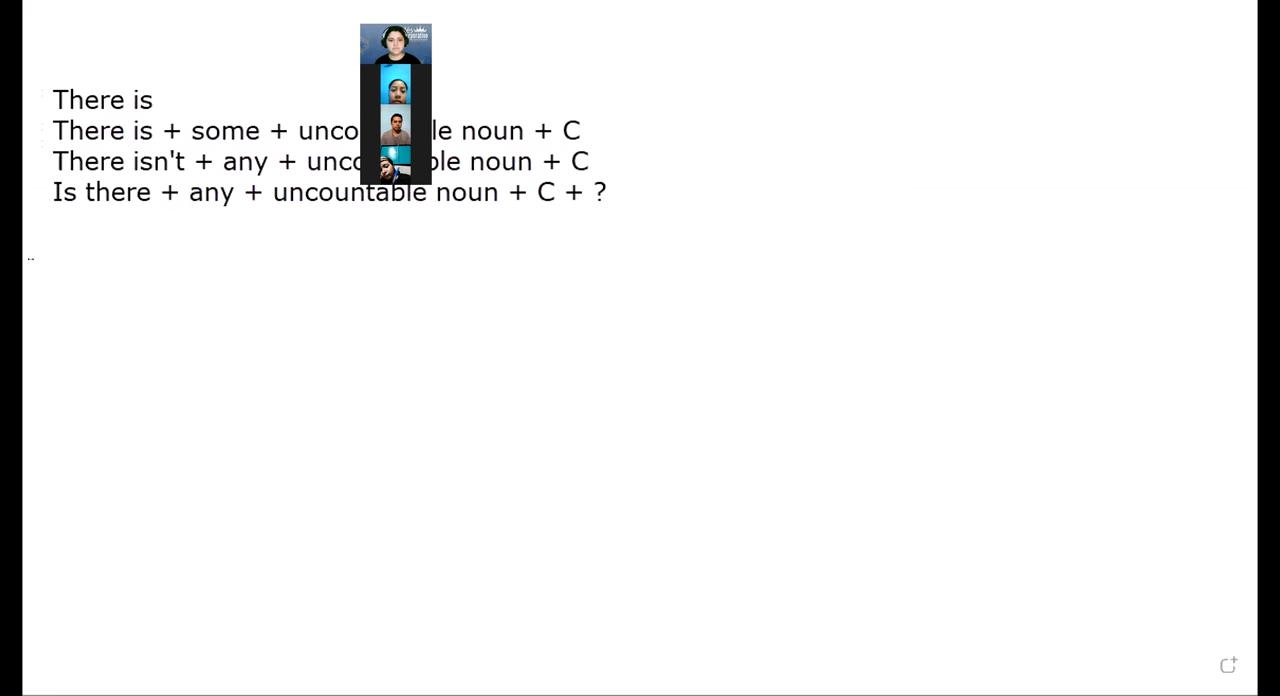 There is
There is + some + unco le noun + C
There isn't + any + unc ble noun + C
Is there + any + uncountable noun + C + ?